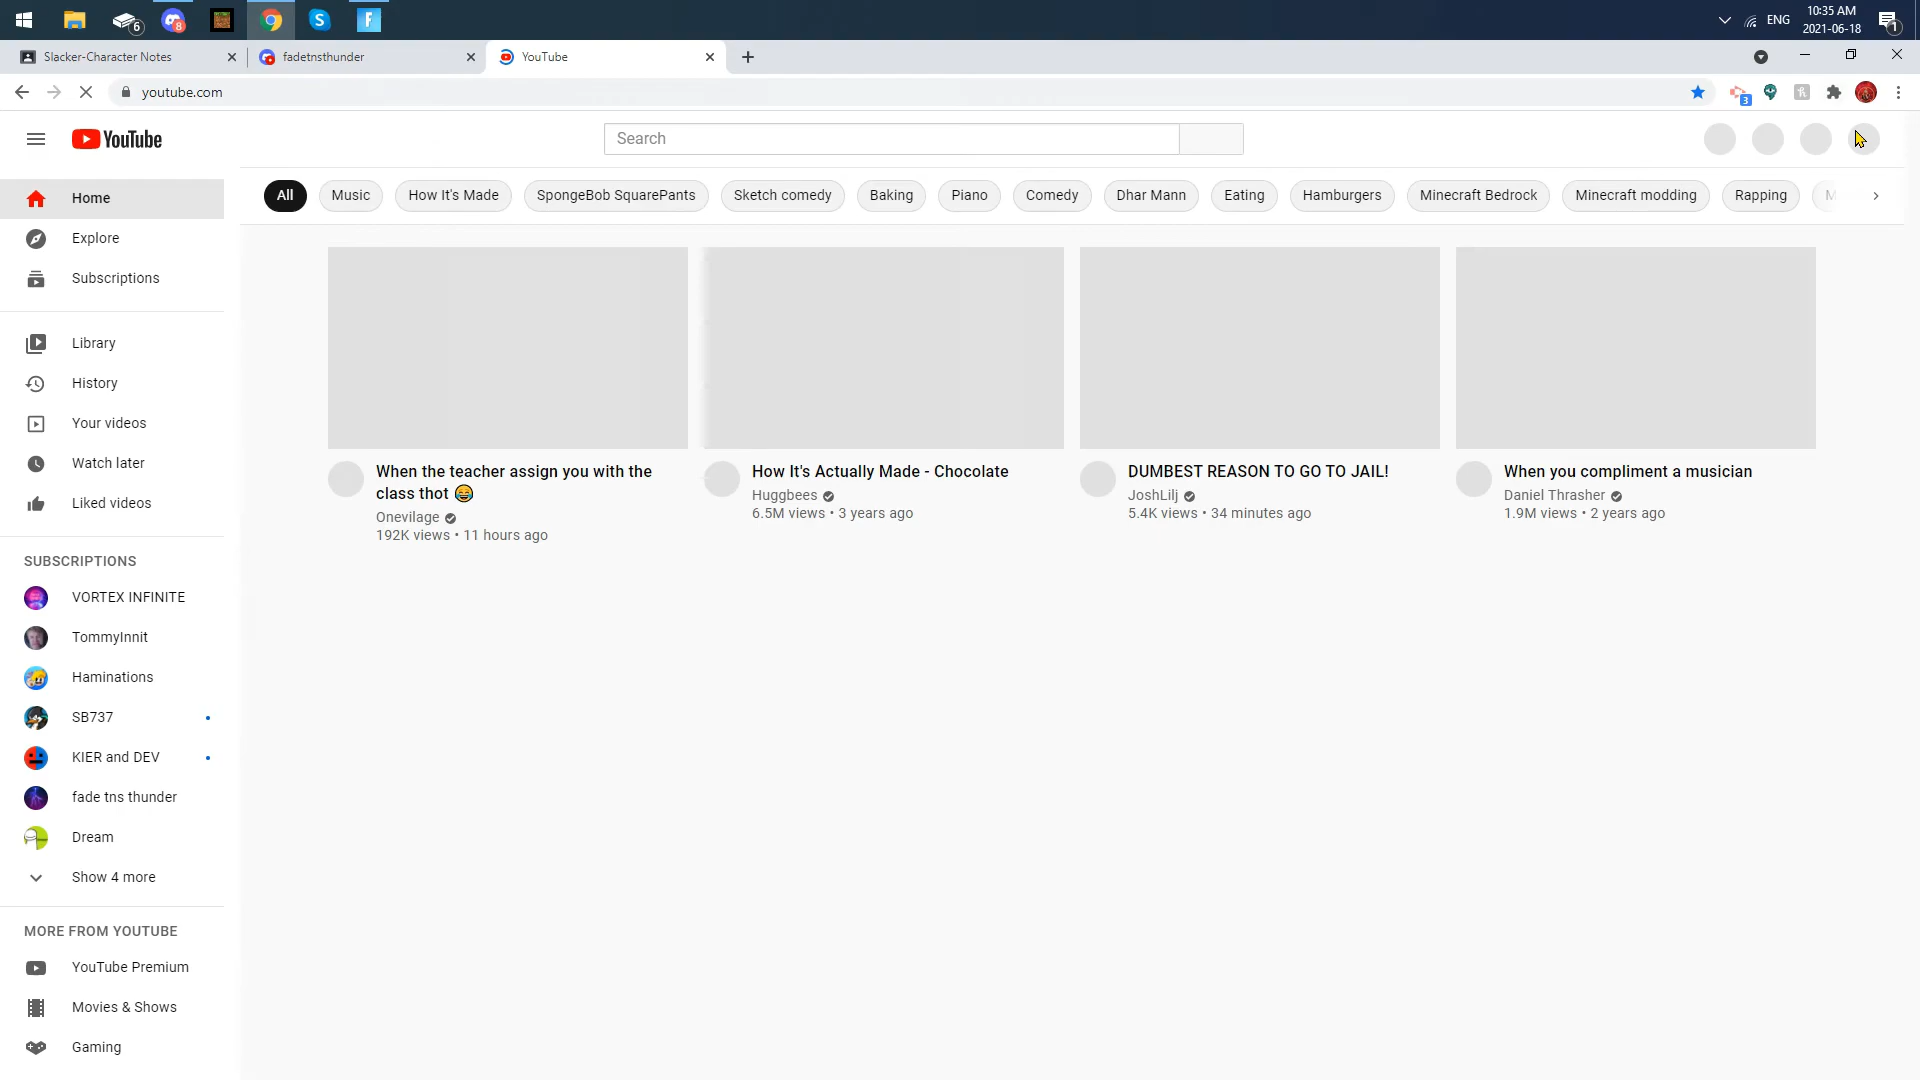 6
8
ENG
10:35 AM
2021-06-18
1
Slacker-Character Notes
fadetnsthunder
YouTube
youtube.com
3
YouTube
Search
All
Music
How It's Made
SpongeBob SquarePants
Sketch comedy
Baking
Piano
Comedy
Dhar Mann
Eating
Hamburgers
Minecraft Bedrock
Minecraft modding
Rapping
M
Home
Explore
Subscriptions
Library
History
Your videos
Watch later
Liked videos
SUBSCRIPTIONS
VORTEX INFINITE
TommyInnit
Haminations
SB737
KIER and DEV
fade tns thunder
Dream
Show 4 more
MORE FROM YOUTUBE
YouTube Premium
Movies & Shows
Gaming
When the teacher assign you with the
class thot 😂
Onevilage
192K views • 11 hours ago
How It's Actually Made - Chocolate
Huggbees
6.5M views • 3 years ago
DUMBEST REASON TO GO TO JAIL!
JoshLilj
5.4K views • 34 minutes ago
When you compliment a musician
Daniel Thrasher
1.9M views • 2 years ago